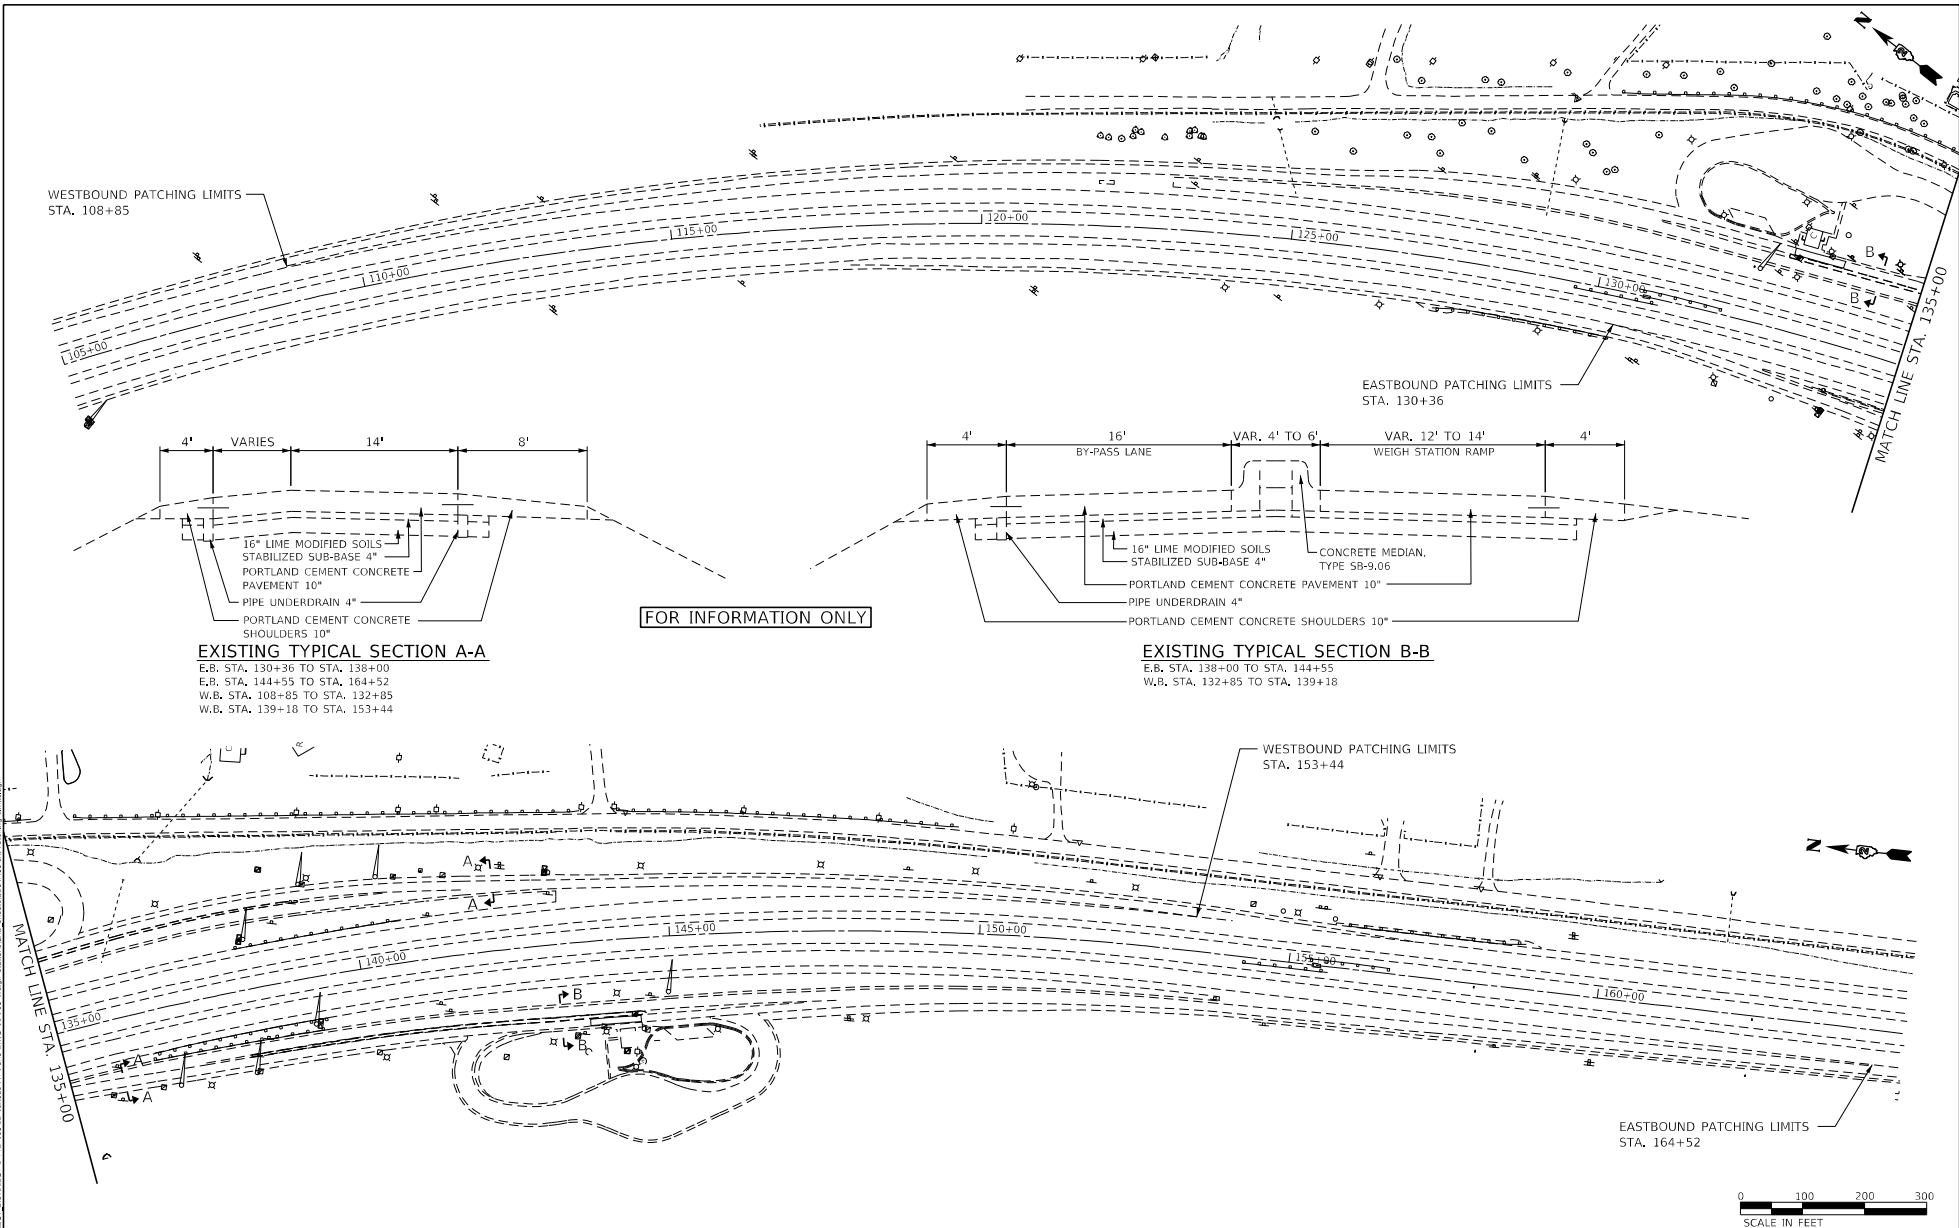 N
WESTBOUND PATCHING LIMITS
STA. 108+85
105+00
110+00
115+00
120+00
125+00
130+00
C
B
B
MATCH LINE STA. 135+00
EASTBOUND PATCHING LIMITS
STA. 130+36
4'
VARIES
14'
8'
16" LIME MODIFIED SOILS
STABILIZED SUB-BASE 4"
PORTLAND CEMENT CONCRETE
PAVEMENT 10"
PIPE UNDERDRAIN 4"
PORTLAND CEMENT CONCRETE
SHOULDERS 10"
EXISTING TYPICAL SECTION A-A
E.B. STA. 130+36 TO STA. 138+00
E.B. STA. 144+55 TO STA. 164+52
W.B. STA. 108+85 TO STA. 132+85
W.B. STA. 139+18 TO STA. 153+44
FOR INFORMATION ONLY
4'
16'
BY-PASS LANE
VAR. 4' TO 6'
VAR. 12' TO 14'
WEIGH STATION RAMP
4'
16" LIME MODIFIED SOILS
STABILIZED SUB-BASE 4"
CONCRETE MEDIAN,
TYPE SB-9.06
PORTLAND CEMENT CONCRETE PAVEMENT 10"
PIPE UNDERDRAIN 4"
PORTLAND CEMENT CONCRETE SHOULDERS 10"
EXISTING TYPICAL SECTION B-B
E.B. STA. 138+00 TO STA. 144+55
W.B. STA. 132+85 TO STA. 139+18
C
R
WESTBOUND PATCHING LIMITS
STA. 153+44
N
A
A
MATCH LINE STA. 135+00
135+00
140+00
145+00
150+00
155+00
160+00
B
B
C
A
A
EASTBOUND PATCHING LIMITS
STA. 164+52
0 100 200 300
SCALE IN FEET